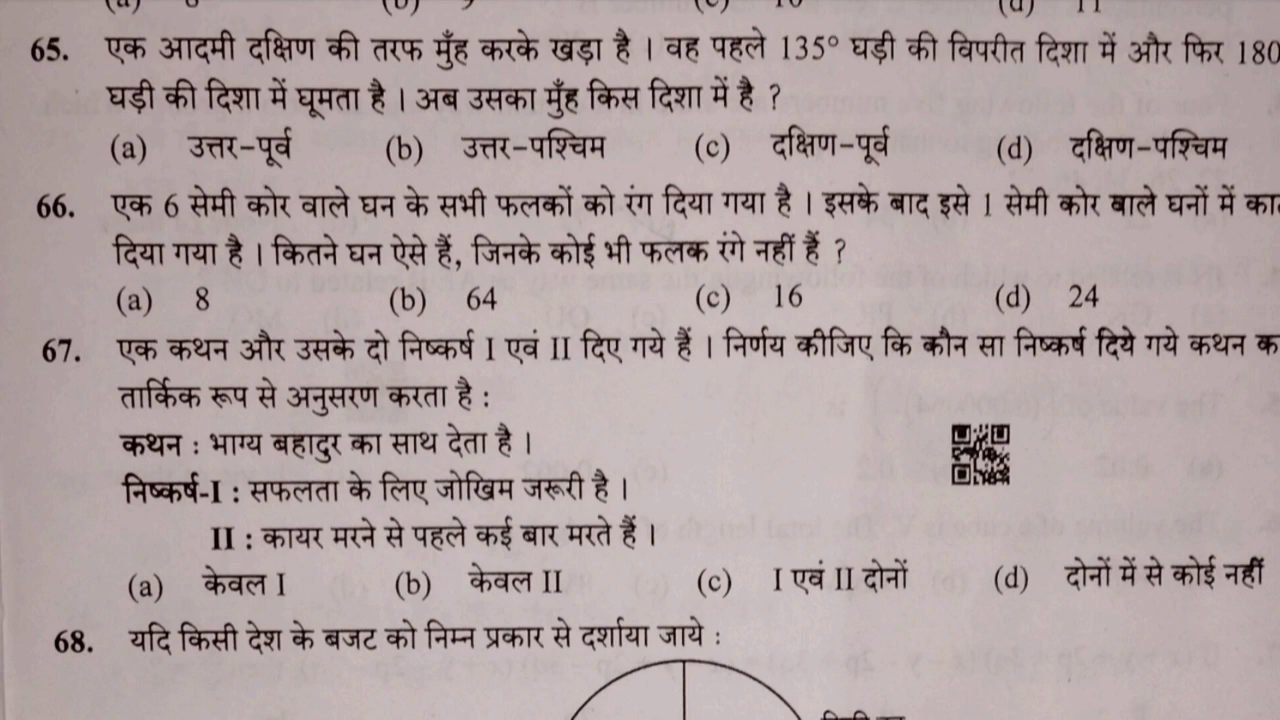 65. एक आदमी दक्षिण की तरफ मुँह करके खड़ा है । वह पहले 135° घड़ी की विपरीत दिशा में और फिर 180
घड़ी की दिशा में घूमता है । अब उसका मुँह किस दिशा में है ?
(a) उत्तर-पूर्व (b) उत्तर-पश्चिम (c) दक्षिण-पूर्व (d) दक्षिण-पश्चिम
66. एक 6 सेमी कोर वाले घन के सभी फलकों को रंग दिया गया है । इसके बाद इसे 1 सेमी कोर वाले घनों में
दिया गया है । कितने घन ऐसे हैं, जिनके कोई भी फलक रंगे नहीं हैं ?
(a) 8 (b) 64 (c) 16 (d) 24
67. एक कथन और उसके दो निष्कर्ष I एवं II दिए गये हैं । निर्णय कीजिए कि कौन सा निष्कर्ष दिये गये कथन
तार्किक रूप से अनुसरण करता है :
कथन : भाग्य बहादुर का साथ देता है ।
निष्कर्ष-I : सफलता के लिए जोखिम जरूरी है ।
II : कायर मरने से पहले कई बार मरते हैं ।
(a) केवल I (b) केवल II (c) I एवं II दोनों (d) दोनों में से कोई नहीं
68. यदि किसी देश के बजट को निम्न प्रकार से दर्शाया जाये :